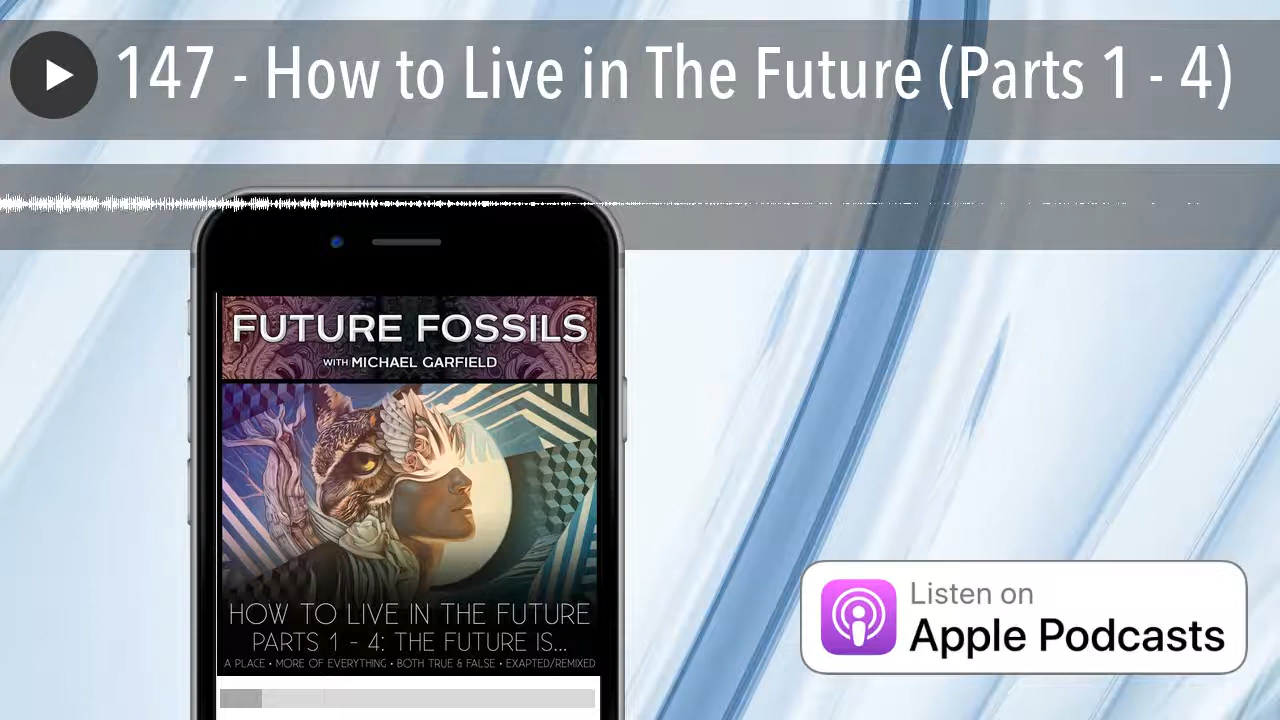 147 - How to Live in The Future (Parts 1 - 4)
FUTURE FOSSILS
WITH MICHAEL GARFIELD
HOW TO LIVE IN THE FUTURE
PARTS 1 - 4: THE FUTURE IS...
A PLACE • MORE OF EVERYTHING • BOTH TRUE & FALSE • EXAPTED/REMIXED
Listen on
Apple Podcasts